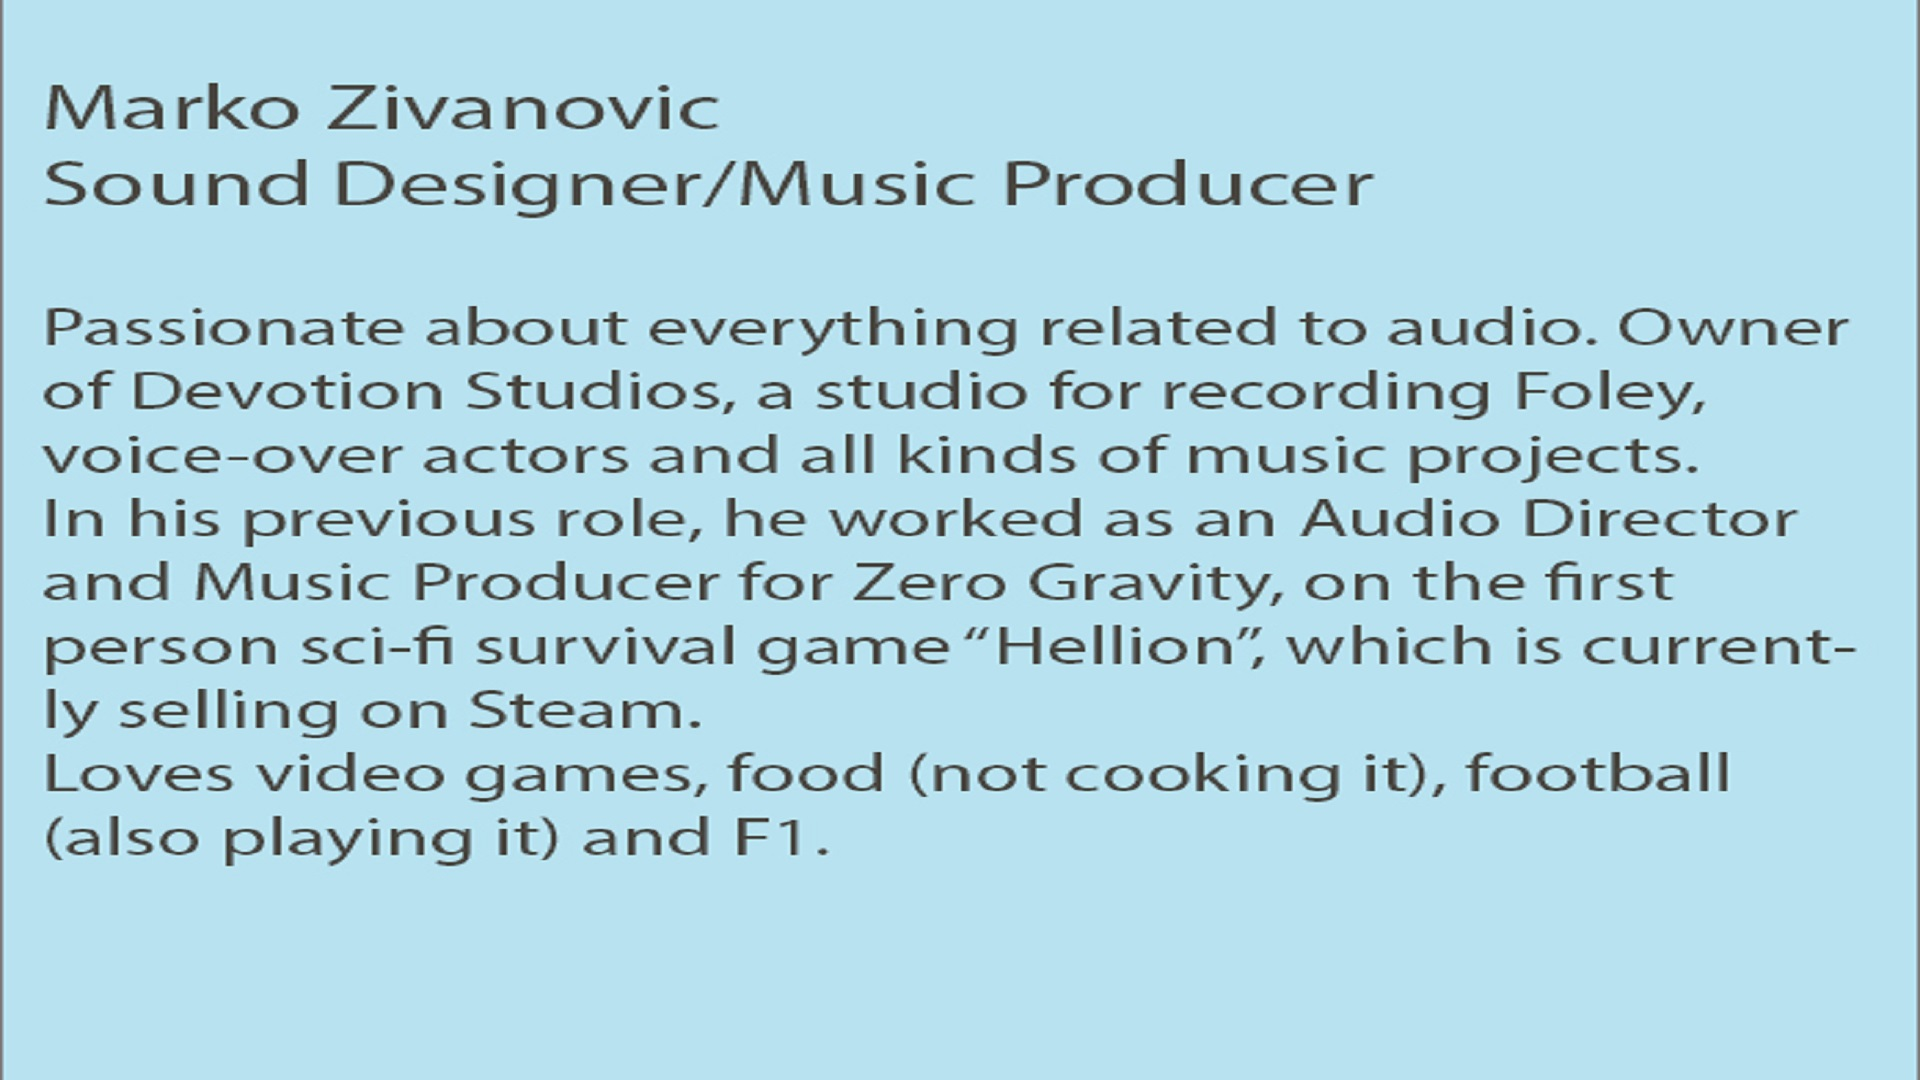 Marko Zivanovic
Sound Designer/Music Producer
Passionate about everything related to audio. Owner
of Devotion Studios, a studio for recording Foley,
voice-over actors and all kinds of music projects.
In his previous role, he worked as an Audio Director
and Music Producer for Zero Gravity, on the first
person sci-fi survival game “Hellion”, which is current-
ly selling on Steam.
Loves video games, food (not cooking it), football
(also playing it) and F1.